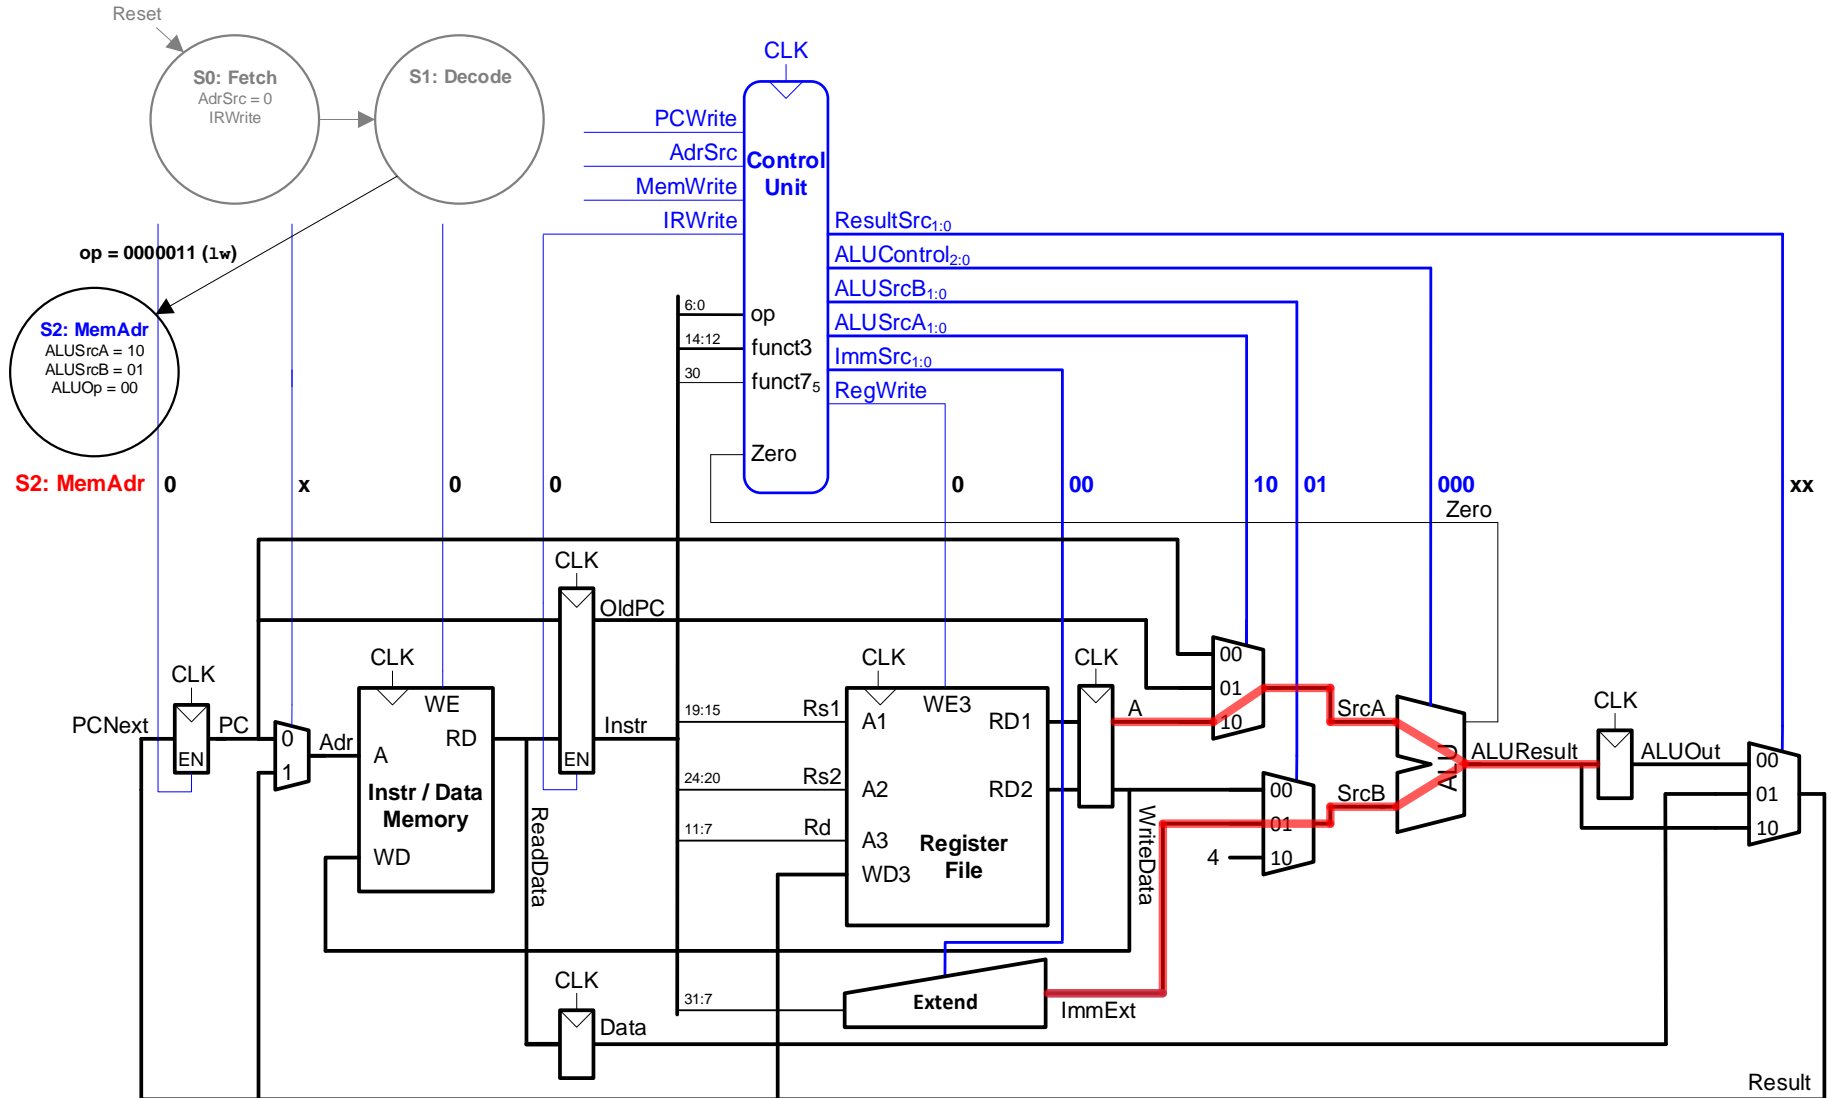 Reset
S0: Fetch
AdrSrc = 0
IRWrite
S1: Decode
op = 0000011 (lw)
S2: MemAdr
ALUSrcA = 10
ALUSrcB = 01
ALUOp = 00
CLK
Control
Unit
PCWrite
AdrSrc
MemWrite
IRWrite
ResultSrc1:0
ALUControl2:0
ALUSrcB1:0
ALUSrcA1:0
ImmSrc1:0
RegWrite
6:0
op
14:12
funct3
30
funct75
Zero
S2: MemAdr
0
x
0
0
0
00
10
01
000
xx
Zero
CLK
OldPC
PCNext
CLK
EN
PC
0
1
Adr
CLK
WE
A
RD
Instr / Data
Memory
WD
EN
Instr
ReadData
19:15
Rs1
24:20
Rs2
11:7
Rd
CLK
WE3
A1
RD1
A2
RD2
A3
WD3
Register
File
CLK
A
WriteData
00
01
10
SrcA
00
01
10
4
SrcB
ALU
ALUResult
CLK
ALUOut
00
01
10
31:7
Extend
ImmExt
CLK
Data
Result